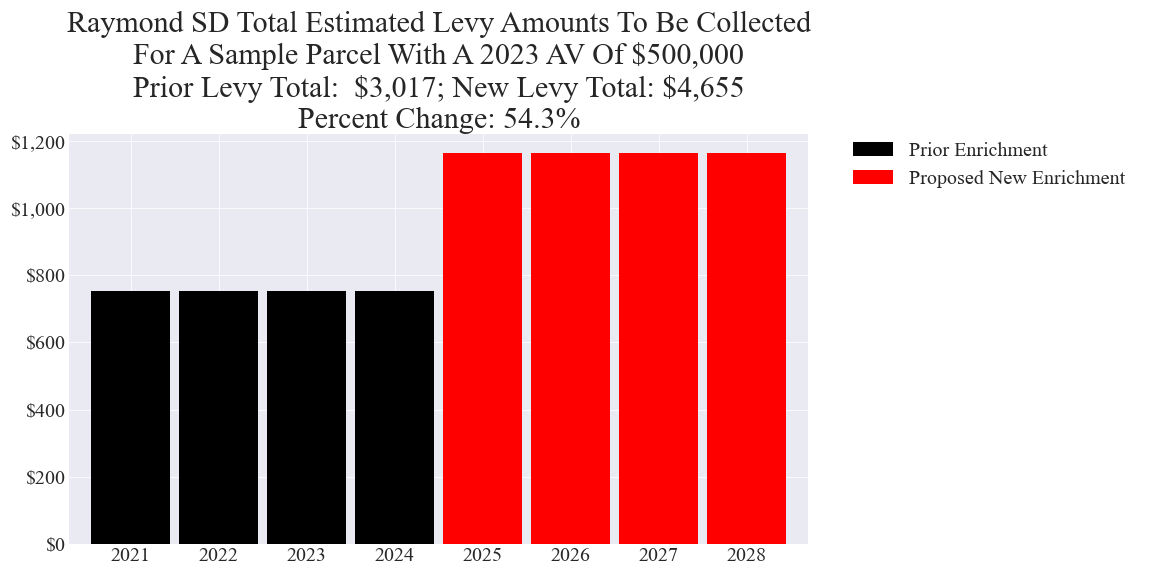 Raymond SD Total Estimated Levy Amounts To Be Collected
For A Sample Parcel With A 2023 AV Of $500,000
Prior Levy Total:  $3,017; New Levy Total: $4,655
Percent Change: 54.3%
$1,200
$1,000
$800
$600
$400
$200
$0
2021 2022 2023 2024 2025 2026 2027 2028
Prior Enrichment
Proposed New Enrichment